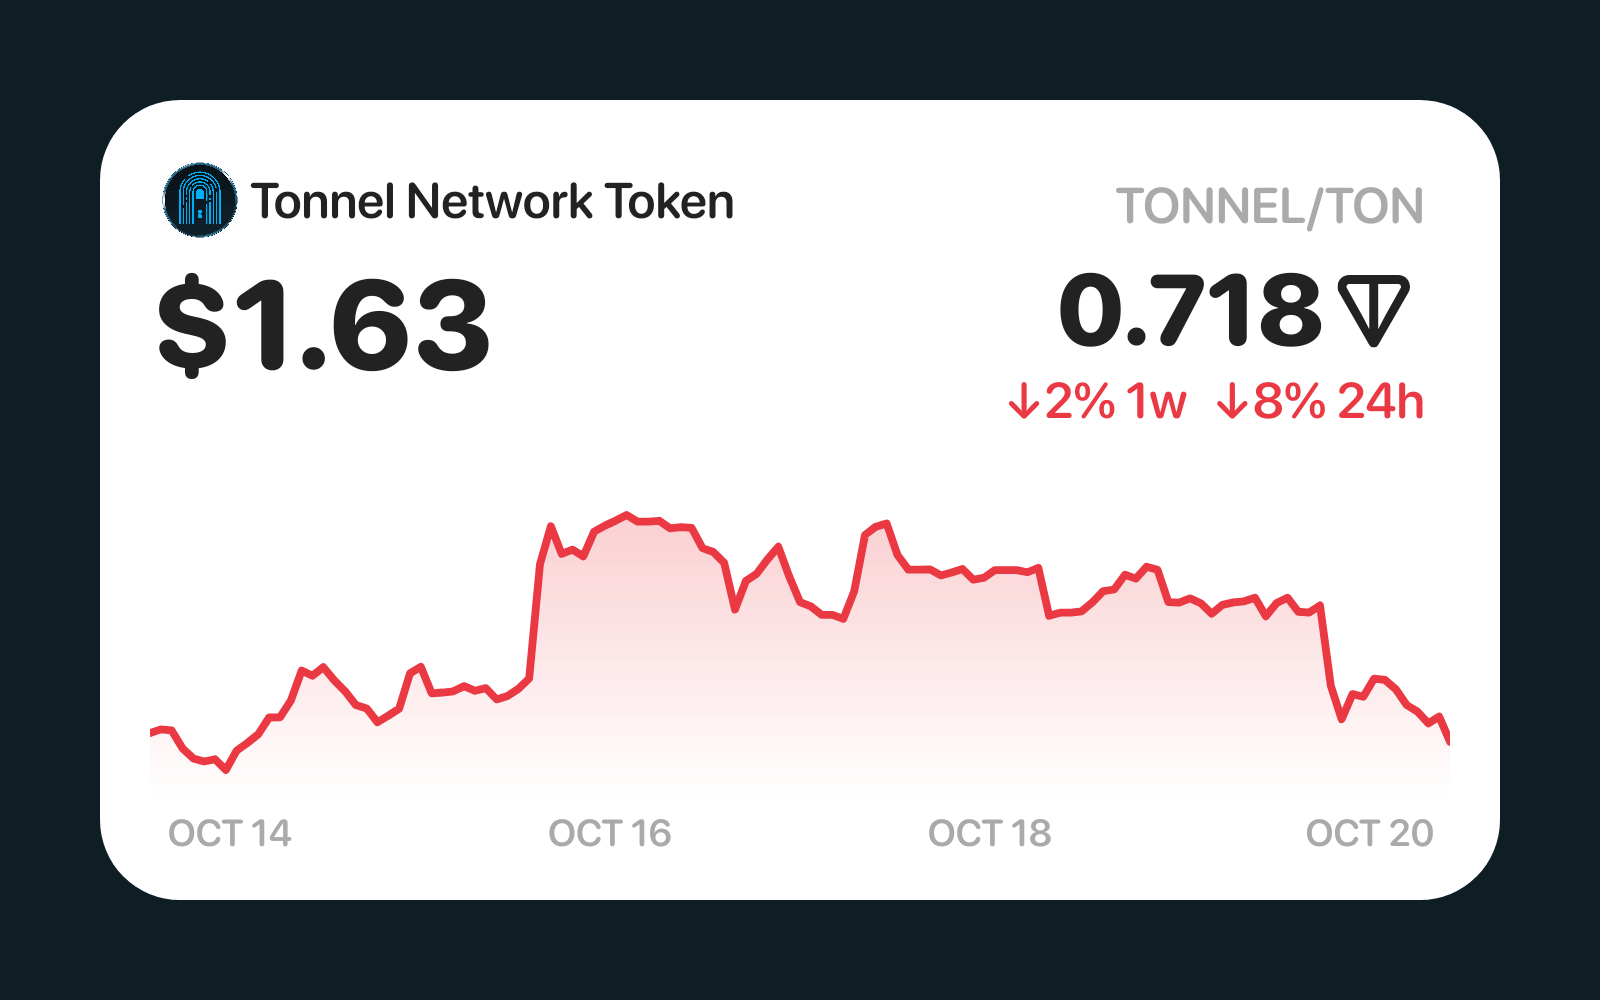 Tonnel Network Token
TONNEL/TON
$1.63
0.718
↓2% 1w ↓8% 24h
OCT 14
OCT 16
OCT 18
OCT 20